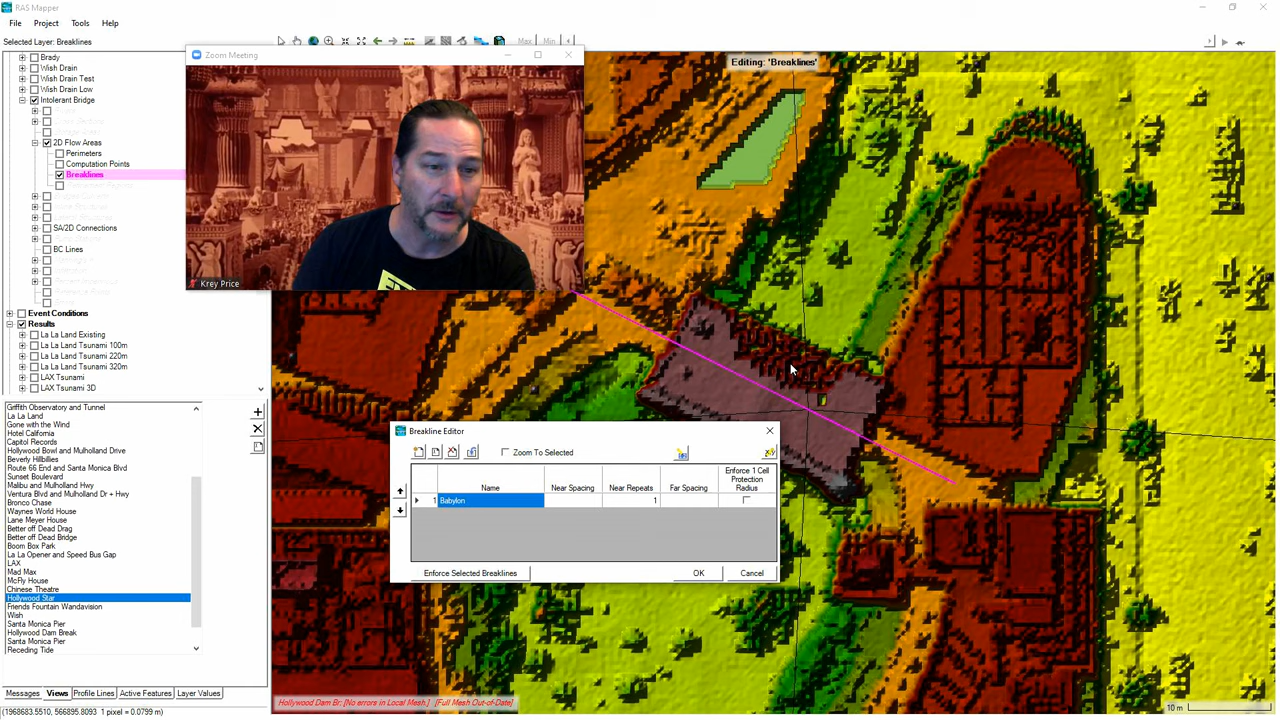 RAS Mapper
File Project Tools Help
Selected Layer: Breaklines
Max Min
Brady
Wish Drain
Wish Drain Test
Wish Drain Low
Intolerant Bridge
2D Flow Areas
Perimeters
Computation Points
Breaklines
SA/2D Connections
BC Lines
Event Conditions
Results
La La Land Existing
La La Land Tsunami 100m
La La Land Tsunami 220m
La La Land Tsunami 320m
LAX Tsunami
LAX Tsunami 3D
Griffith Observatory and Tunnel
La La Land
Gone with the Wind
Hotel California
Capitol Records
Hollywood Bowl and Mulholland Drive
Beverly Hillbillies
Route 66 End and Santa Monica Blvd
Sunset Boulevard
Malibu and Mulholland Hwy
Ventura Blvd and Mulholland Dr + Hwy
Bronco Chase
Waynes World House
Lane Meyer House
Better off Dead Drag
Better off Dead Bridge
Boom Box Park
La La Opener and Speed Bus Gap
LAX
Mad Max
McFly House
Chinese Theatre
Hollywood Star
Friends Fountain Wandavision
Wish
Santa Monica Pier
Hollywood Dam Break
Santa Monica Pier
Receding Tide
Messages Views Profile Lines Active Features Layer Values
(1968683.5510, 566895.8093 1 pixel = 0.0799 m)
Zoom Meeting
Krey Price
Editing: 'Breaklines'
Breakline Editor
Zoom To Selected
Name Near Spacing Near Repeats Far Spacing Enforce 1 Cell Protection Radius
1 Babylon 1
Enforce Selected Breaklines OK Cancel
Hollywood Dam Br: [No errors in Local Mesh.] [Full Mesh Out-of-Date]
10 m